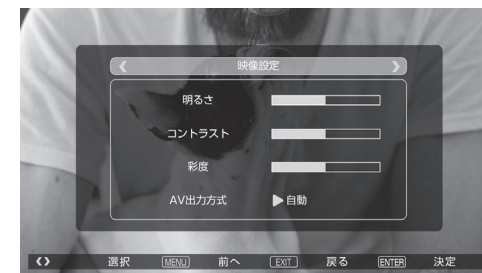 映像設定
明るさ
コントラスト
彩度
AV出力方式 自動
選択 MENU 前へ EXIT 戻る ENTER 決定